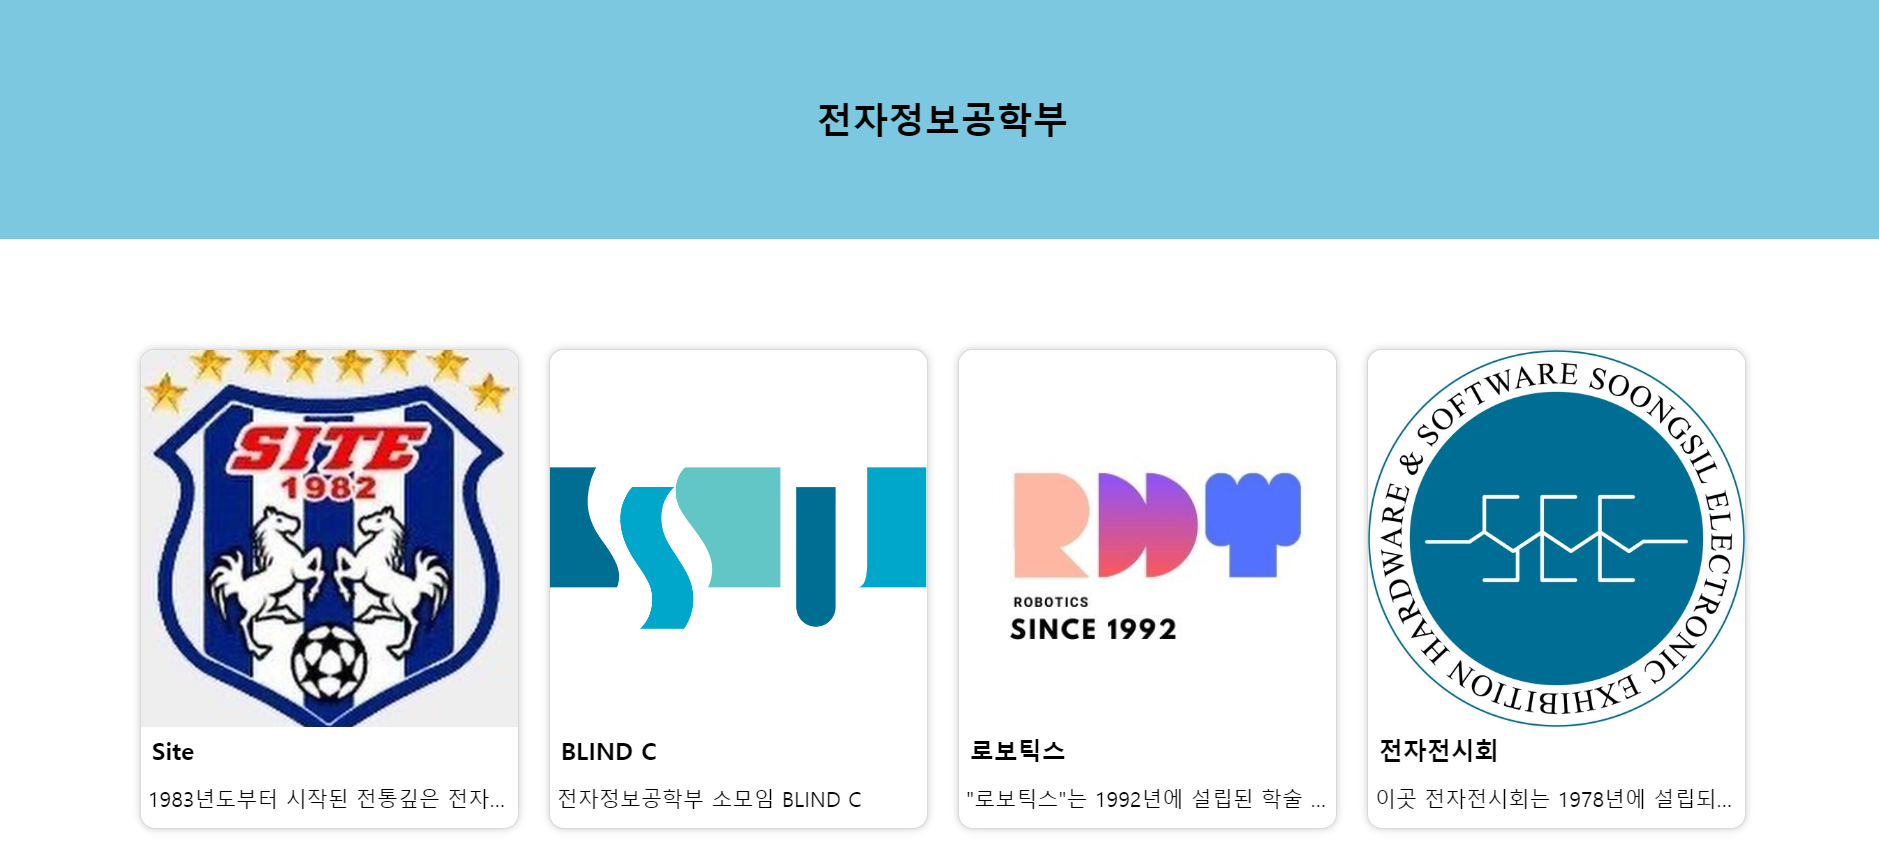 전자정보공학부
SITE
1982
Site
1983년도부터 시작된 전통깊은 전자...
BLIND C
전자정보공학부 소모임 BLIND C
ROBOTICS
SINCE 1992
로보틱스
"로보틱스"는 1992년에 설립된 학술 ...
HARDWARE & SOFTWARE SOONGSIL ELECTRONIC EXHIBITION
SEE
전자전시회
이곳 전자전시회는 1978년에 설립되...